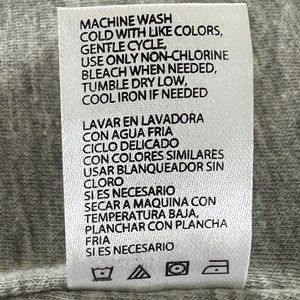 MACHINE WASH
COLD WITH LIKE COLORS,
GENTLE CYCLE,
USE ONLY NON-CHLORINE
BLEACH WHEN NEEDED,
TUMBLE DRY LOW,
COOL IRON IF NEEDED
LAVAR EN LAVADORA
CON AGUA FRIA
CICLO DELICADO
CON COLORES SIMILARES
USAR BLANQUEADOR SIN
CLORO
SI ES NECESARIO
SECAR A MAQUINA CON
TEMPERATURA BAJA,
PLANCHAR CON PLANCHA
FRIA
SI ES NECESARIO